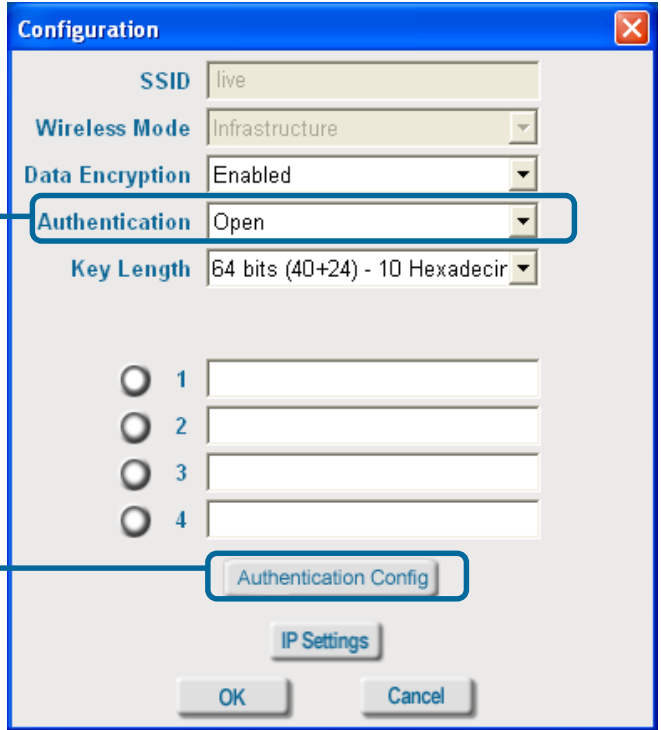 Configuration
SSID live
Wireless Mode Infrastructure
Data Encryption Enabled
Authentication Open
Key Length 64 bits (40+24) - 10 Hexadecir
1
2
3
4
Authentication Config
IP Settings
OK Cancel